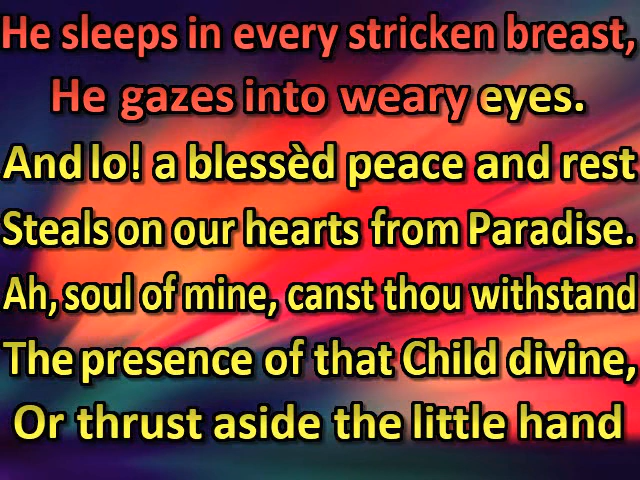 He sleeps in every stricken breast,
He gazes into weary eyes.
And lo! a blessèd peace and rest
Steals on our hearts from Paradise.
Ah, soul of mine, canst thou withstand
The presence of that Child divine,
Or thrust aside the little hand